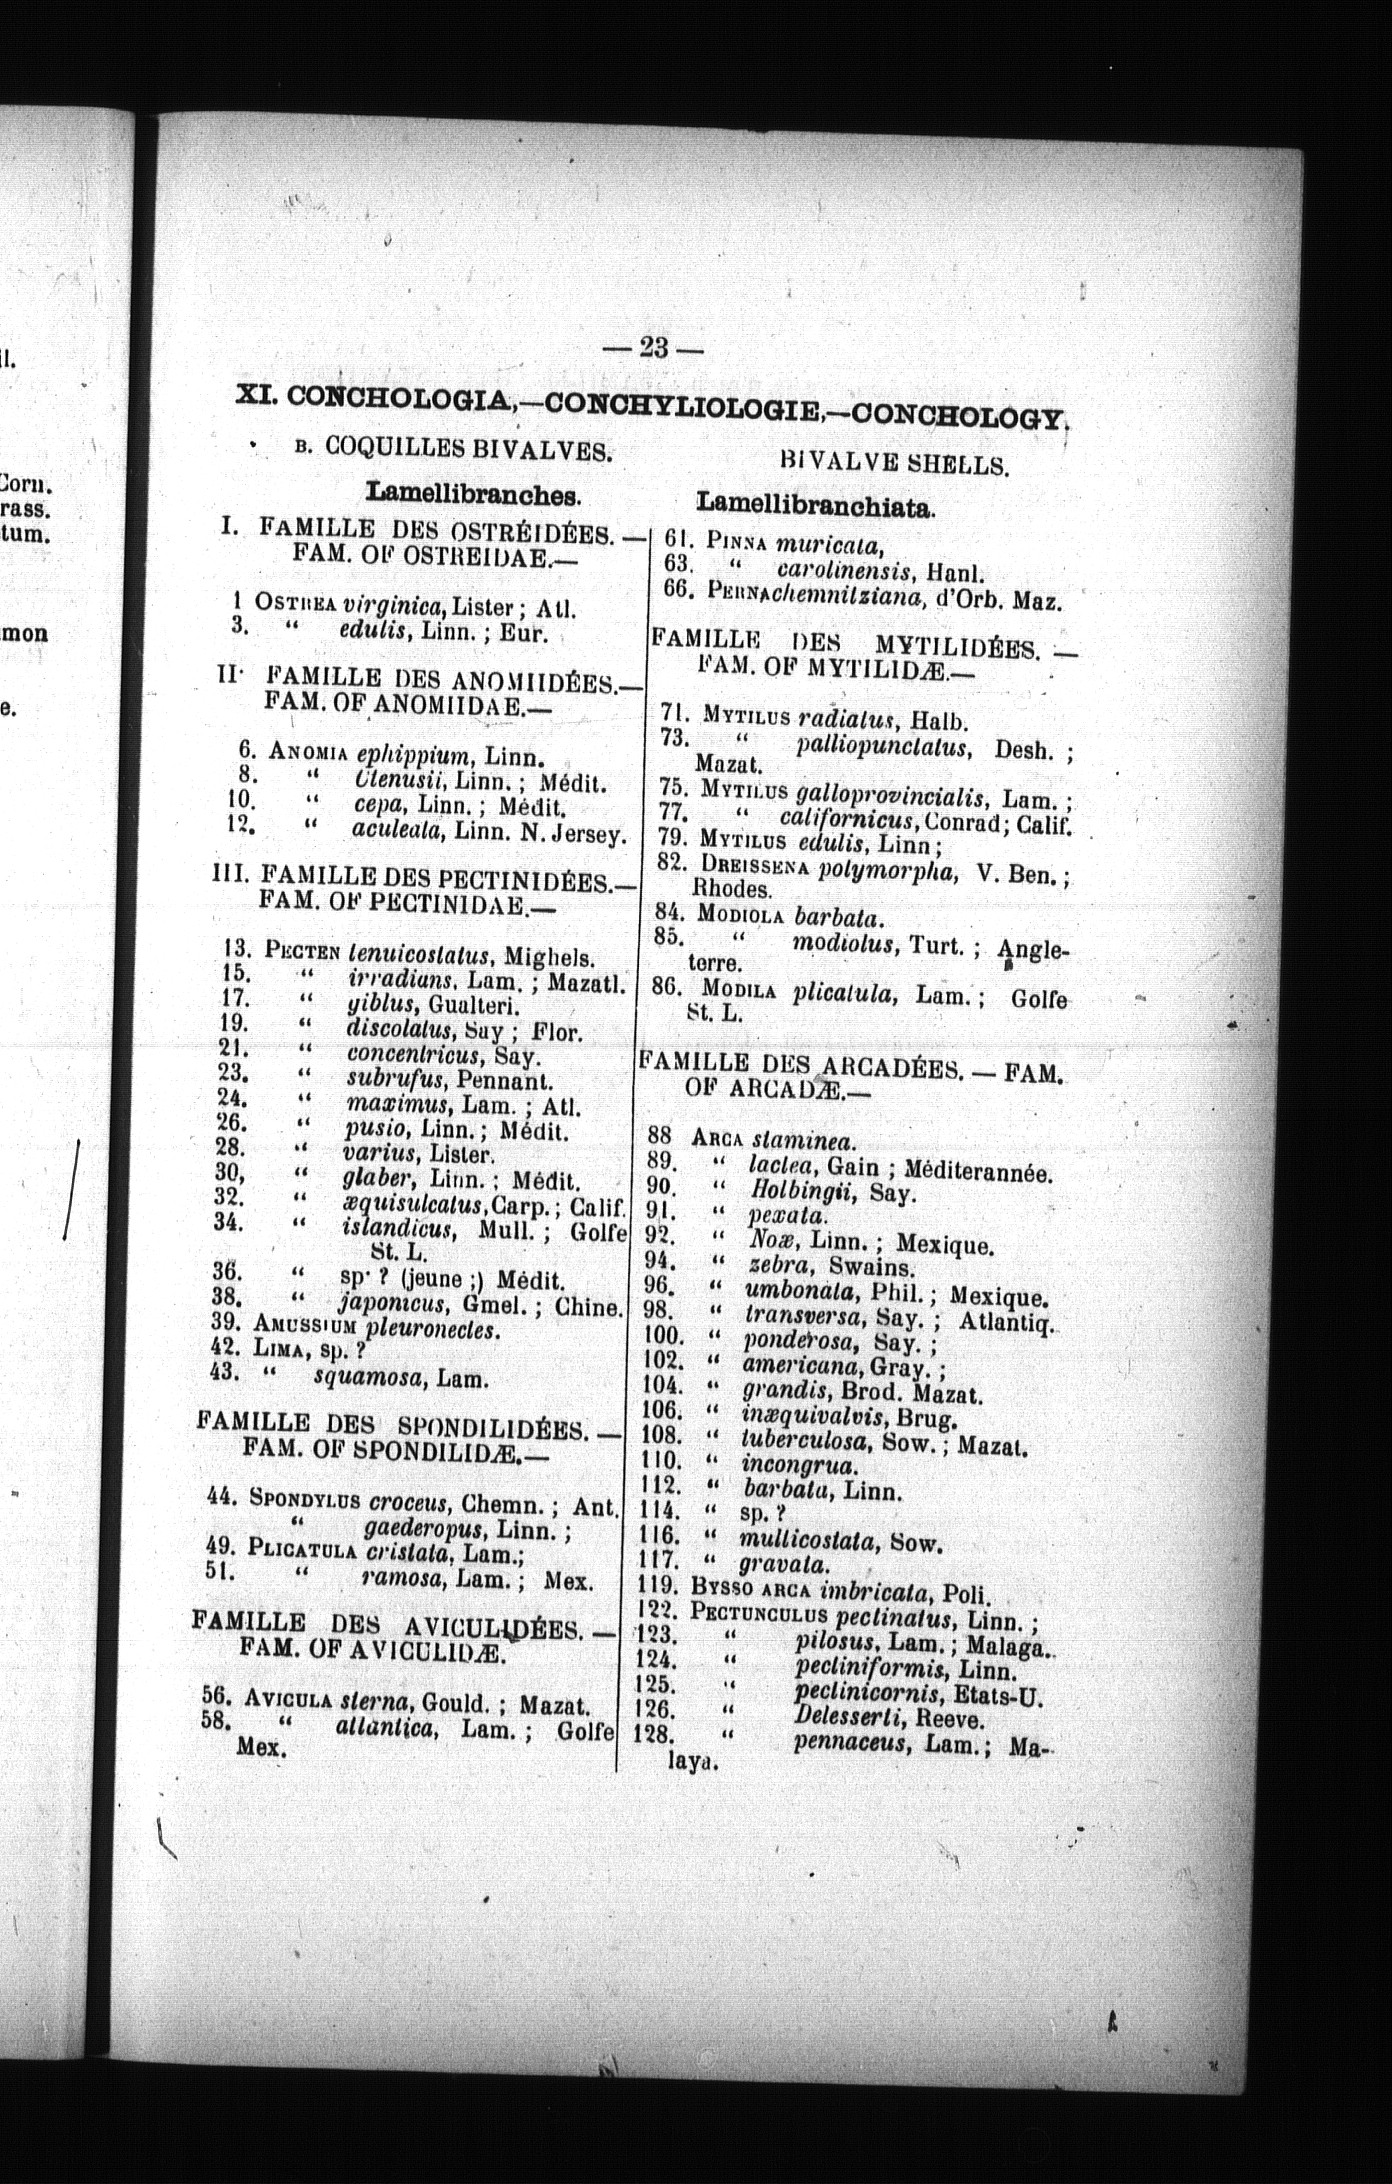 il.
Corn.
rass.
tum.
mon
e.
— 23 —
XI. CONCHOLOGIA,—CONCHYLIOLOGIE,—CONCHOLOGY.
B. COQUILLES BIVALVES.
Lamellibranches.
I. FAMILLE DES OSTRÉIDÉES. —
FAM. OF OSTREIDAE.—
1 OSTREA virginica, Lister ; Atl.
3. “ edulis, Linn. ; Eur.
II· FAMILLE DES ANOMIIDÉES.—
FAM. OF ANOMIIDAE.—
6. ANOMIA ephippium, Linn.
8. “ Ctenusii, Linn. ; Médit.
10. “ cepa, Linn. ; Médit.
12. “ aculeata, Linn. N. Jersey.
III. FAMILLE DES PECTINIDÉES.—
FAM. OF PECTINIDAE.—
13. PECTEN tenuicostatus, Mighels.
15. “ irradians. Lam. ; Mazatl.
17. “ giblus, Gualteri.
19. “ discolatus, Say ; Flor.
21. “ concentricus, Say.
23. “ subrufus, Pennant.
24. “ maximus, Lam. ; Atl.
26. “ pusio, Linn. ; Médit.
28. “ varius, Lister.
30, “ glaber, Linn. ; Médit.
32. “ æquisulcatus, Carp. ; Calif.
34. “ islandicus, Mull. ; Golfe
St. L.
36. “ sp· ? (jeune ;) Médit.
38. “ japonicus, Gmel. ; Chine.
39. AMUSSIUM pleuronectes.
42. LIMA, sp. ?
43. “ squamosa, Lam.
FAMILLE DES SPONDILIDÉES. —
FAM. OF SPONDILIDÆ.—
44. SPONDYLUS croceus, Chemn. ; Ant.
“ gaederopus, Linn. ;
49. PLICATULA cristata, Lam.;
51. “ ramosa, Lam. ; Mex.
FAMILLE DES AVICULIDÉES. —
FAM. OF AVICULIDÆ.
56. AVICULA sterna, Gould. ; Mazat.
58. “ atlantica, Lam. ; Golfe
Mex.
BIVALVE SHELLS.
Lamellibranchiata.
61. PINNA muricata,
63. “ carolinensis, Hanl.
66. PERNA chemnitziana, d'Orb. Maz.
FAMILLE DES MYTILIDÉES. —
FAM. OF MYTILIDÆ.—
71. MYTILUS radiatus, Halb.
73. “ palliopunctatus, Desh. ;
Mazat.
75. MYTILUS galloprovincialis, Lam. ;
77. “ californicus, Conrad; Calif.
79. MYTILUS edulis, Linn;
82. DREISSENA polymorpha, V. Ben. ;
Rhodes.
84. MODIOLA barbata.
85. “ modiolus, Turt. ; Angle-
terre.
86. MODILA plicatula, Lam. ; Golfe
St. L.
FAMILLE DES ARCADÉES. — FAM.
OF ARCADÆ.—
88 ARCA staminea.
89. “ lactea, Gain ; Méditerannée.
90. “ Holbingii, Say.
91. “ pexata.
92. “ Noæ, Linn. ; Mexique.
94. “ zebra, Swains.
96. “ umbonata, Phil. ; Mexique.
98. “ transversa, Say. ; Atlantiq.
100. “ ponderosa, Say. ;
102. “ americana, Gray. ;
104. “ grandis, Brod. Mazat.
106. “ inæquivalvis, Brug.
108. “ tuberculosa, Sow. ; Mazat.
110. “ incongrua.
112. “ barbata, Linn.
114. “ sp. ?
116. “ multicostata, Sow.
117. “ gravata.
119. BYSSO ARCA imbricata, Poli.
122. PECTUNCULUS pectinatus, Linn. ;
123. “ pilosus, Lam. ; Malaga.
124. “ pectiniformis, Linn.
125. “ pectinicornis, Etats-U.
126. “ Delesserti, Reeve.
128. “ pennaceus, Lam. ; Ma-
laya.